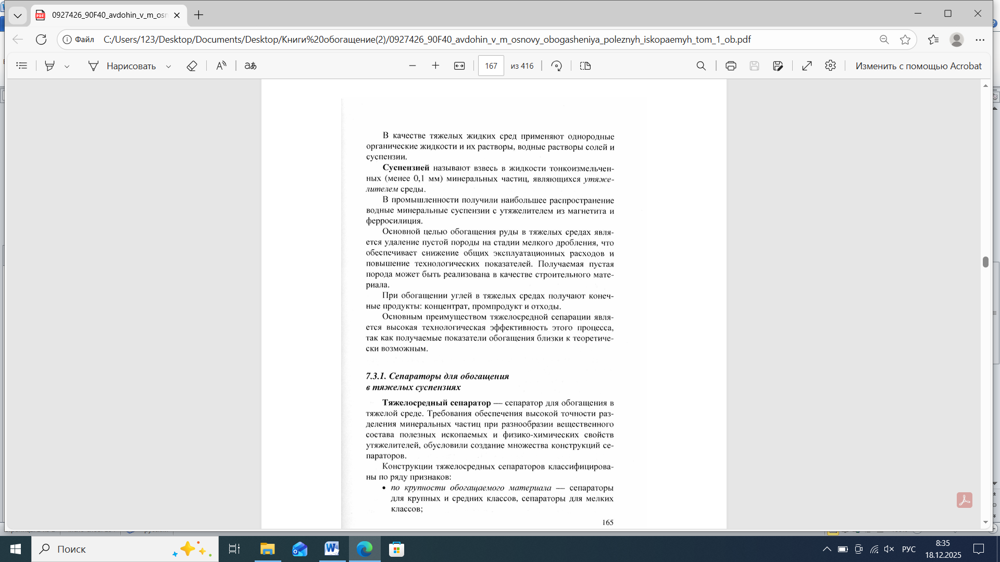 0927426_90F40_avdohin_v_m_osn
Файл
C:/Users/123/Desktop/Documents/Desktop/Книги%20обогащение(2)/0927426_90F40_avdohin_v_m_osnovy_obogasheniya_poleznyh_iskopaemyh_tom_1_ob.pdf
Нарисовать
aあ
167 из 416
Изменить с помощью Acrobat
В качестве тяжелых жидких сред применяют однородные
органические жидкости и их растворы, водные растворы солей и
суспензии.
Суспензией называют взвесь в жидкости тонкоизмельчен-
ных (менее 0,1 мм) минеральных частиц, являющихся утяже-
лителем среды.
В промышленности получили наибольшее распространение
водные минеральные суспензии с утяжелителем из магнетита и
ферросилиция.
Основной целью обогащения руды в тяжелых средах явля-
ется удаление пустой породы на стадии мелкого дробления, что
обеспечивает снижение общих эксплуатационных расходов и
повышение технологических показателей. Получаемая пустая
порода может быть реализована в качестве строительного мате-
риала.
При обогащении углей в тяжелых средах получают конеч-
ные продукты: концентрат, промпродукт и отходы.
Основным преимуществом тяжелосредной сепарации явля-
ется высокая технологическая эффективность этого процесса,
так как получаемые показатели обогащения близки к теоретиче-
ски возможным.
7.3.1. Сепараторы для обогащения
в тяжелых суспензиях
Тяжелосредный сепаратор — сепаратор для обогащения в
тяжелой среде. Требования обеспечения высокой точности раз-
деления минеральных частиц при разнообразии вещественного
состава полезных ископаемых и физико-химических свойств
утяжелителей, обусловили создание множества конструкций се-
параторов.
Конструкции тяжелосредных сепараторов классифицирова-
ны по ряду признаков:
• по крупности обогащаемого материала — сепараторы
для крупных и средних классов, сепараторы для мелких
классов;
165
Поиск
РУС
8:35
18.12.2025